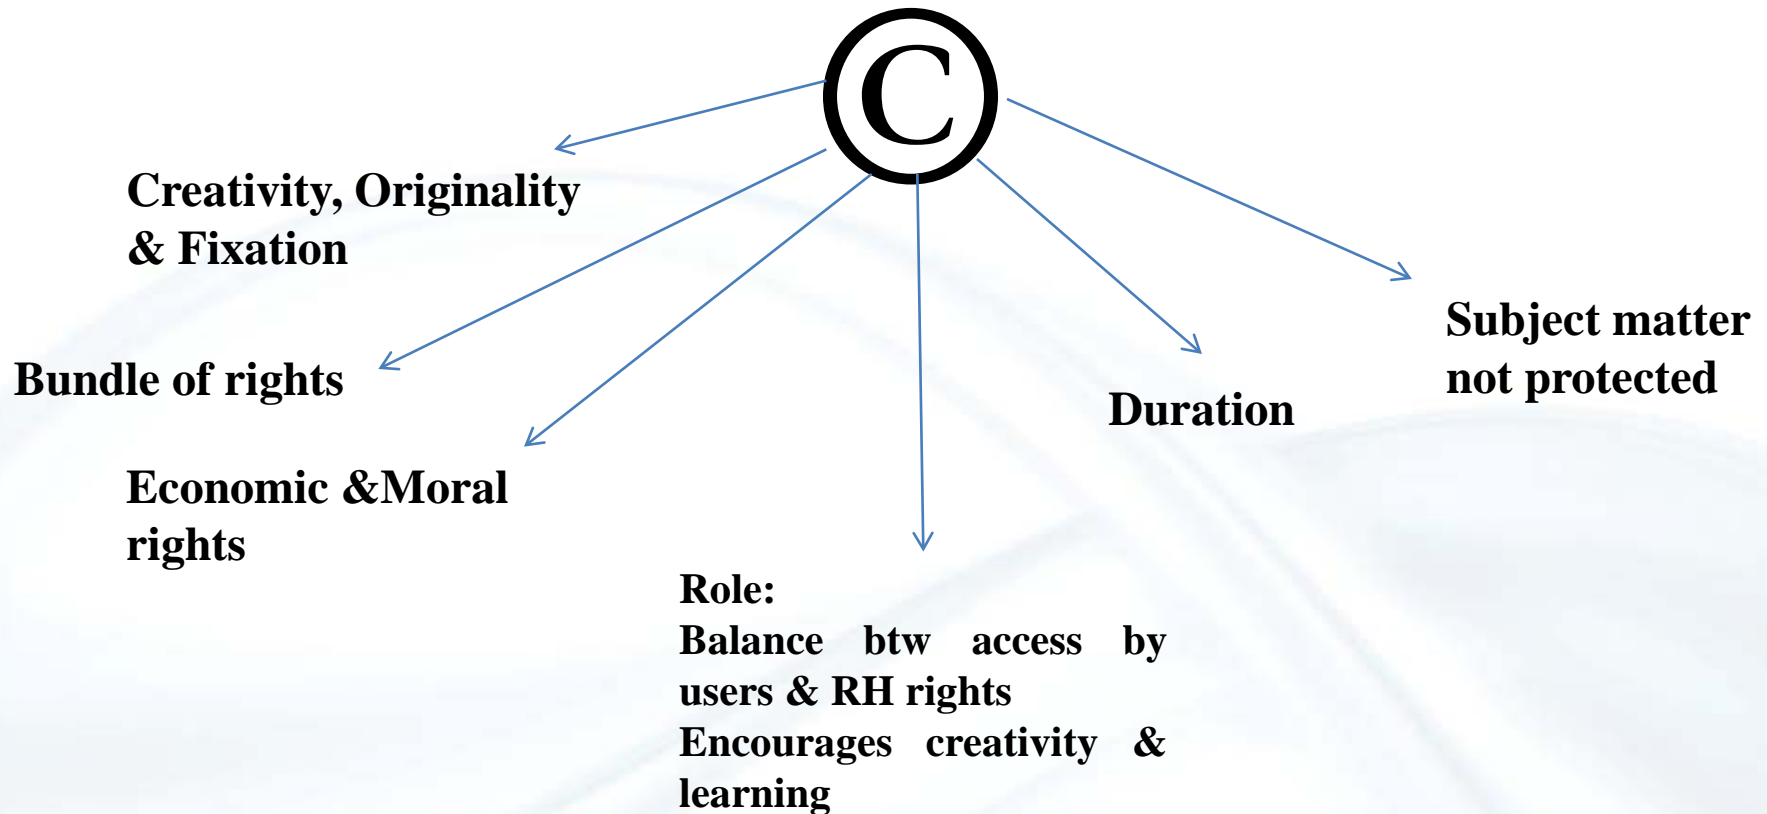 ©
Creativity, Originality
& Fixation
Bundle of rights
Economic &Moral
rights
Role:
Balance btw access by
users & RH rights
Encourages creativity &
learning
Duration
Subject matter
not protected